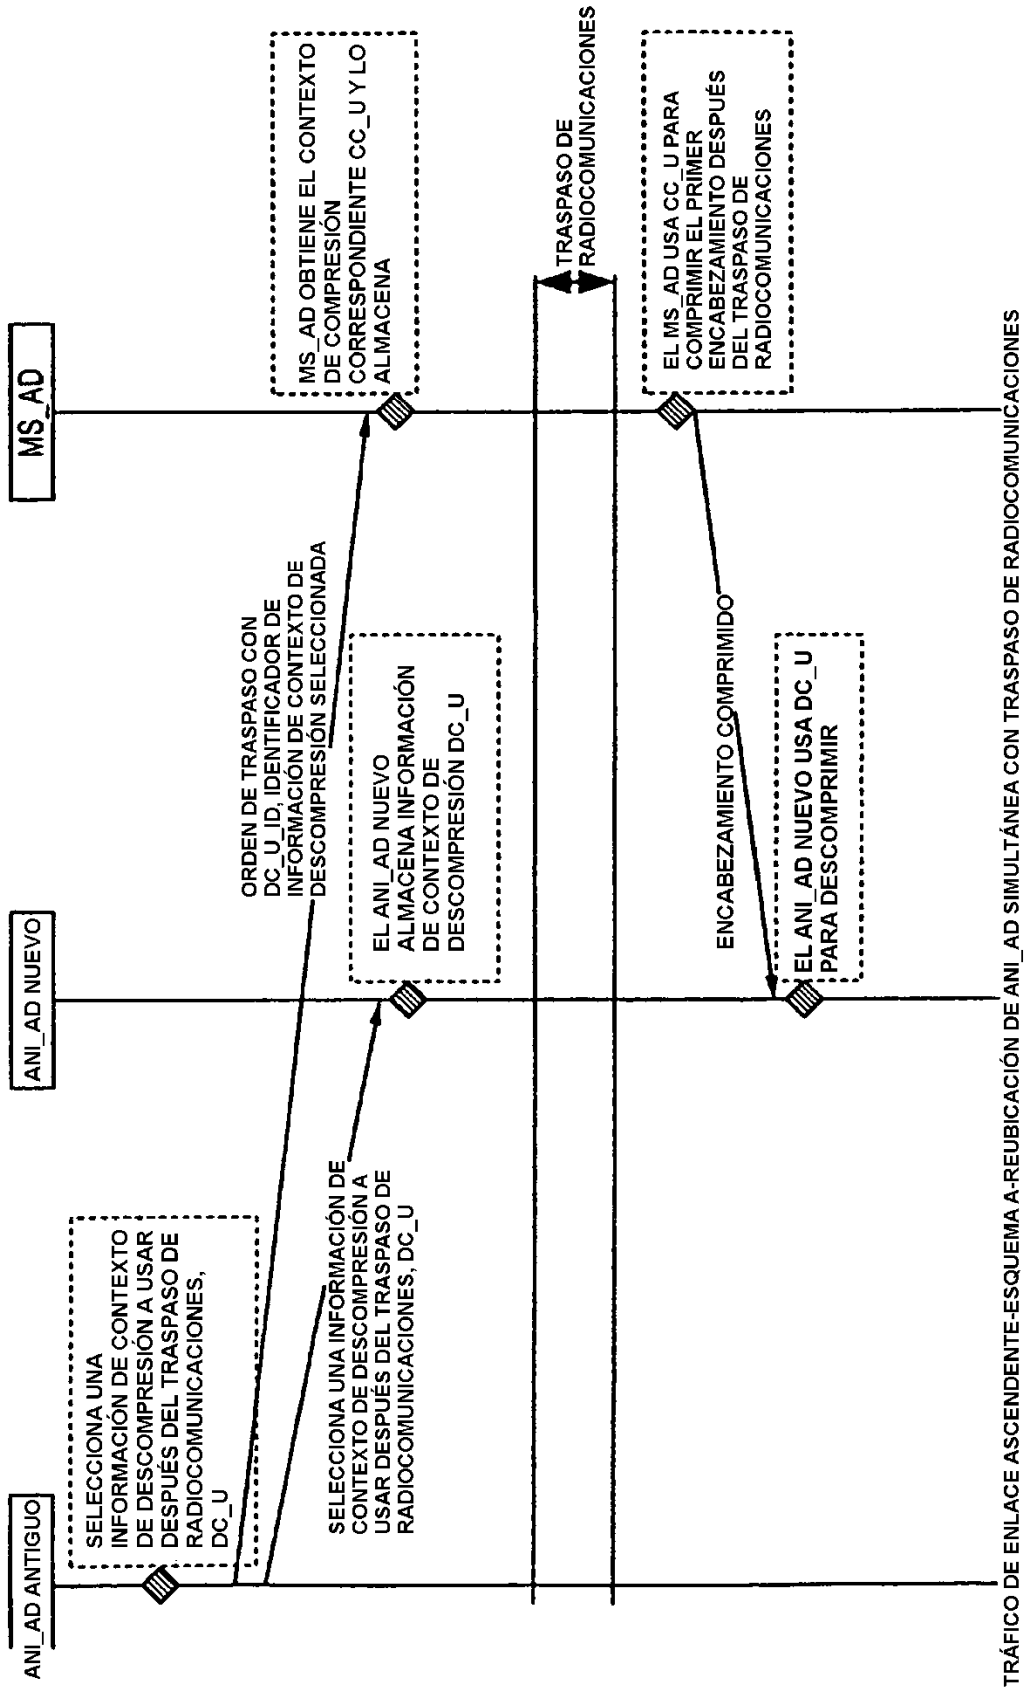 ANI_AD ANTIGUO
ANI_AD NUEVO
MS_AD
SELECCIONA UNA
INFORMACIÓN DE CONTEXTO
DE DESCOMPRESIÓN A USAR
DESPUÉS DEL TRASPASO DE
RADIOCOMUNICACIONES,
DC_U
ORDEN DE TRASPASO CON
DC_U_ID, IDENTIFICADOR DE
INFORMACIÓN DE CONTEXTO DE
DESCOMPRESIÓN SELECCIONADA
MS_AD OBTIENE EL CONTEXTO
DE COMPRESIÓN
CORRESPONDIENTE CC_U Y LO
ALMACENA
SELECCIONA UNA INFORMACIÓN DE
CONTEXTO DE DESCOMPRESIÓN A
USAR DESPUÉS DEL TRASPASO DE
RADIOCOMUNICACIONES, DC_U
EL ANI_AD NUEVO
ALMACENA INFORMACIÓN
DE CONTEXTO DE
DESCOMPRESIÓN DC_U
TRASPASO DE
RADIOCOMUNICACIONES
EL MS_AD USA CC_U PARA
COMPRIMIR EL PRIMER
ENCABEZAMIENTO DESPUÉS
DEL TRASPASO DE
RADIOCOMUNICACIONES
ENCABEZAMIENTO COMPRIMIDO
EL ANI_AD NUEVO USA DC_U
PARA DESCOMPRIMIR
TRÁFICO DE ENLACE ASCENDENTE-ESQUEMA A-REUBICACIÓN DE ANI_AD SIMULTÁNEA CON TRASPASO DE RADIOCOMUNICACIONES